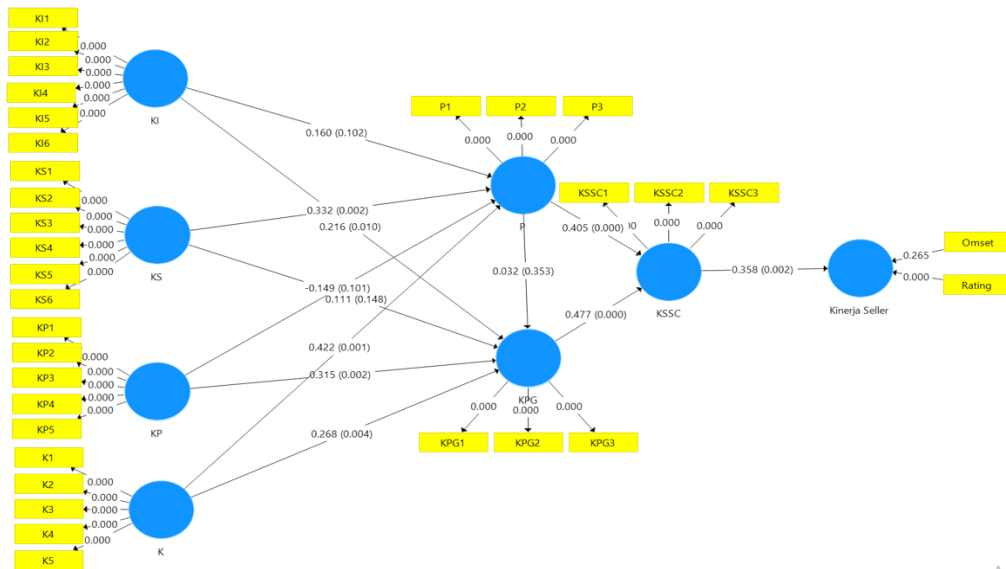 KI1
KI2
KI3
KI4
KI5
KI6
0.000
0.000
0.000
0.000
0.000
KI
KS1
KS2
KS3
KS4
KS5
KS6
0.000
0.000
0.000
0.000
0.000
KS
KP1
KP2
KP3
KP4
KP5
0.000
0.000
0.000
0.000
KP
K1
K2
K3
K4
K5
0.000
0.000
0.000
0.000
0.000
K
0.160 (0.102)
0.332 (0.002)
0.216 (0.010)
-0.149 (0.101)
0.111 (0.148)
0.422 (0.001)
0.315 (0.002)
0.268 (0.004)
P1
P2
P3
0.000
0.000
0.000
P
0.032 (0.353)
KPG
0.000
0.000
0.000
KPG1
KPG2
KPG3
0.405 (0.000)
0.477 (0.000)
KSSC1
KSSC2
KSSC3
0.000
0.000
KSSC
0.358 (0.002)
Kinerja Seller
0.265
0.000
Omset
Rating